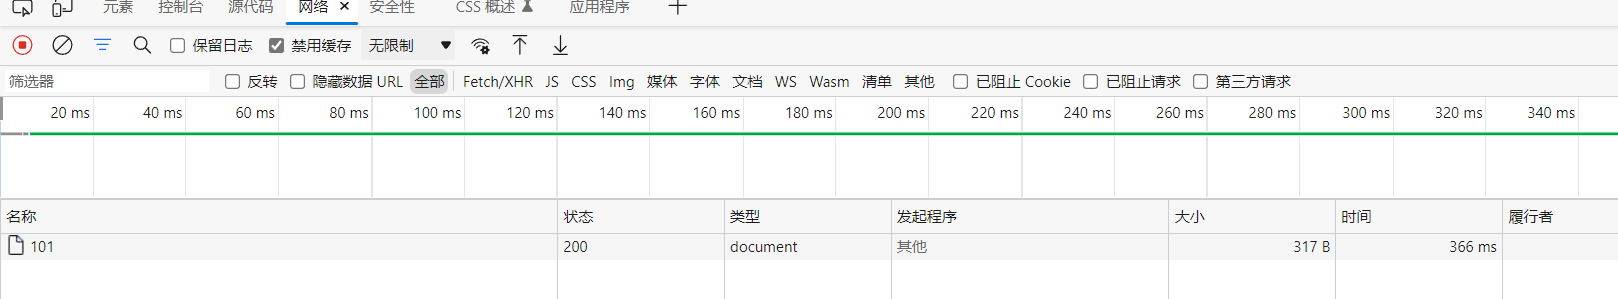 元素 控制台 源代码 网络 × 安全性 CSS 概述 应用程序 +
保留日志 禁用缓存 无限制
筛选器 反转 隐藏数据 URL 全部 Fetch/XHR JS CSS Img 媒体 字体 文档 WS Wasm 清单 其他 已阻止 Cookie 已阻止请求 第三方请求
20 ms 40 ms 60 ms 80 ms 100 ms 120 ms 140 ms 160 ms 180 ms 200 ms 220 ms 240 ms 260 ms 280 ms 300 ms 320 ms 340 ms
名称 状态 类型 发起程序 大小 时间 履行者
101 200 document 其他 317 B 366 ms